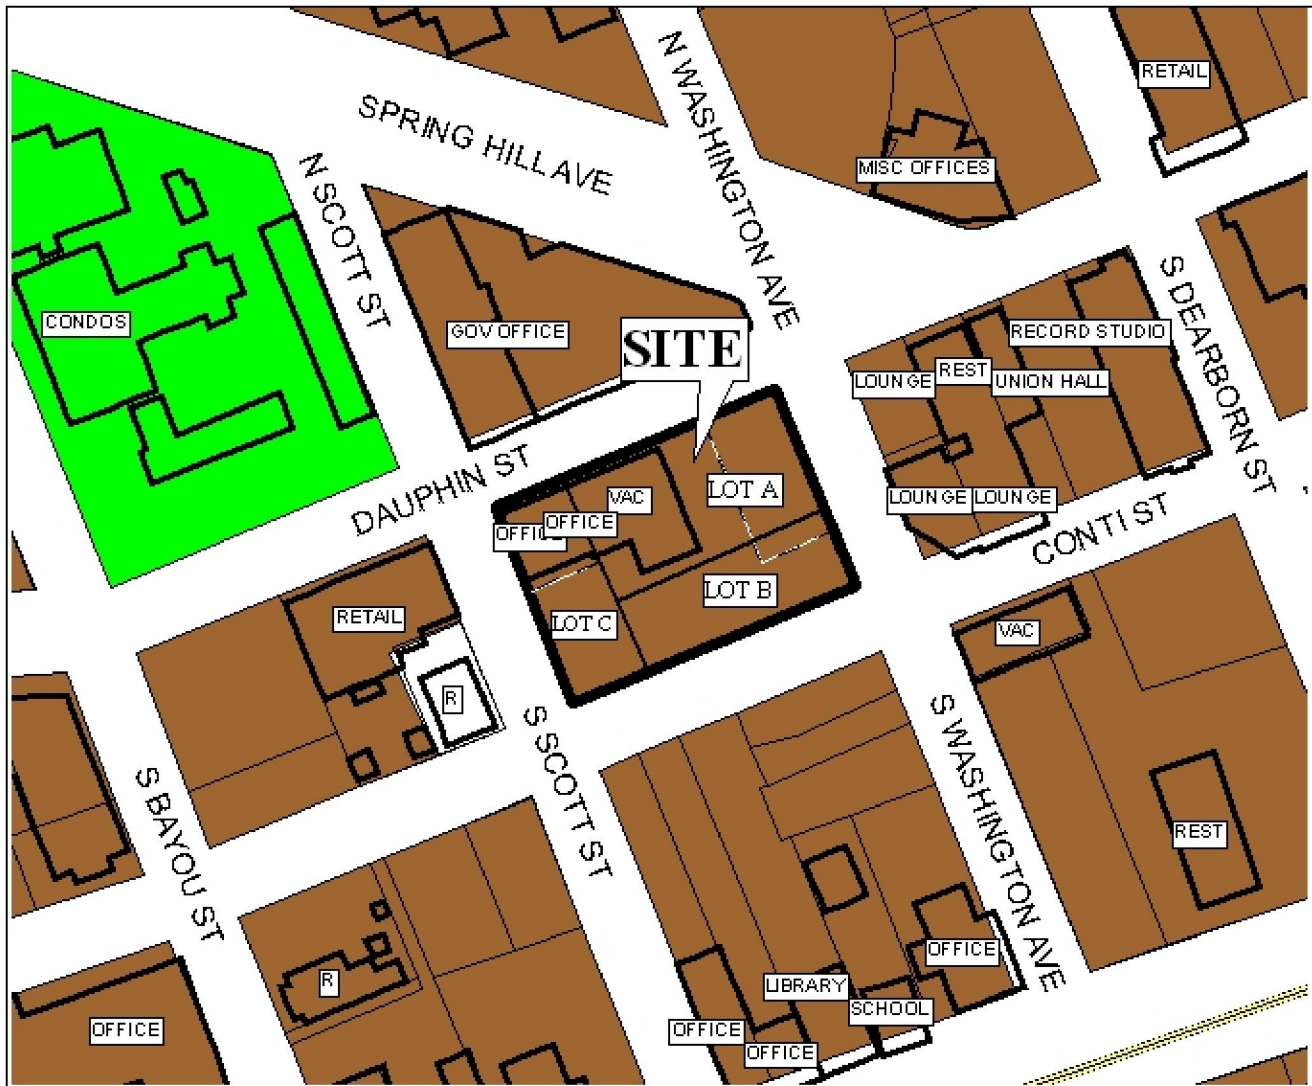 N WASHINGTON AVE
RETAIL
SPRING HILL AVE
MISC OFFICES
N SCOTT ST
CONDOS
GOV OFFICE
SITE
S DEARBORN ST
RECORD STUDIO
REST
LOUNGE
UNION HALL
DAUPHIN ST
VAC
LOT A
OFFICE
OFFICE
LOUNGE
LOUNGE
CONTI ST
LOT B
LOT C
RETAIL
VAC
R
S BAYOU ST
S SCOTT ST
S WASHINGTON AVE
REST
R
OFFICE
LIBRARY
SCHOOL
OFFICE
OFFICE
OFFICE